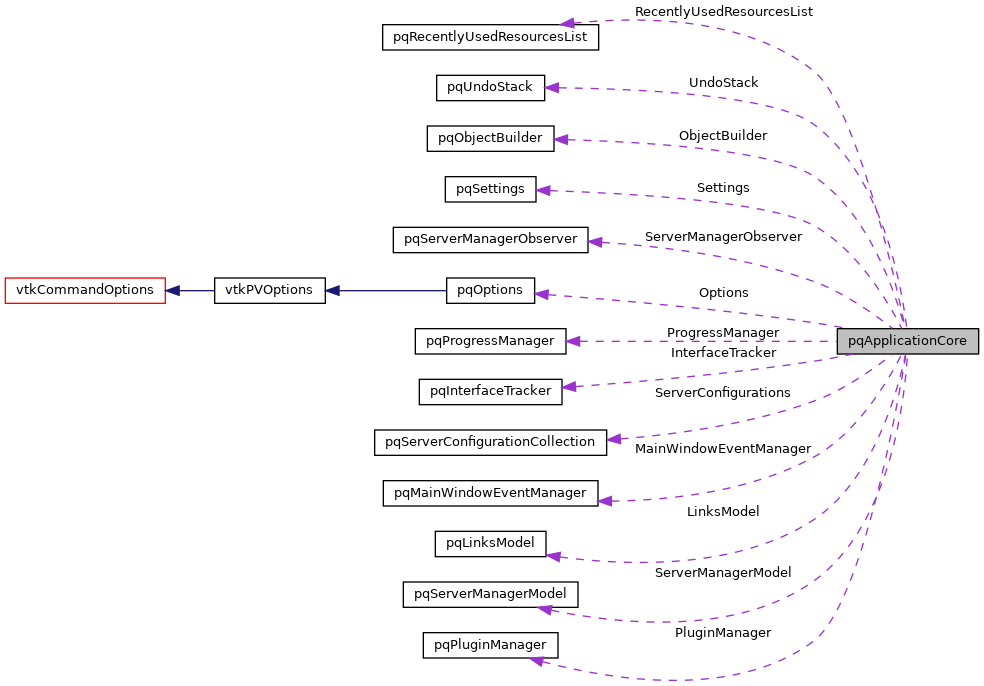 RecentlyUsedResourcesList
pqRecentlyUsedResourcesList
UndoStack
pqUndoStack
ObjectBuilder
pqObjectBuilder
Settings
pqSettings
ServerManagerObserver
pqServerManagerObserver
vtkCommandOptions
vtkPVOptions
pqOptions
Options
ProgressManager
pqProgressManager
pqApplicationCore
InterfaceTracker
pqInterfaceTracker
ServerConfigurations
pqServerConfigurationCollection
MainWindowEventManager
pqMainWindowEventManager
LinksModel
pqLinksModel
ServerManagerModel
pqServerManagerModel
PluginManager
pqPluginManager